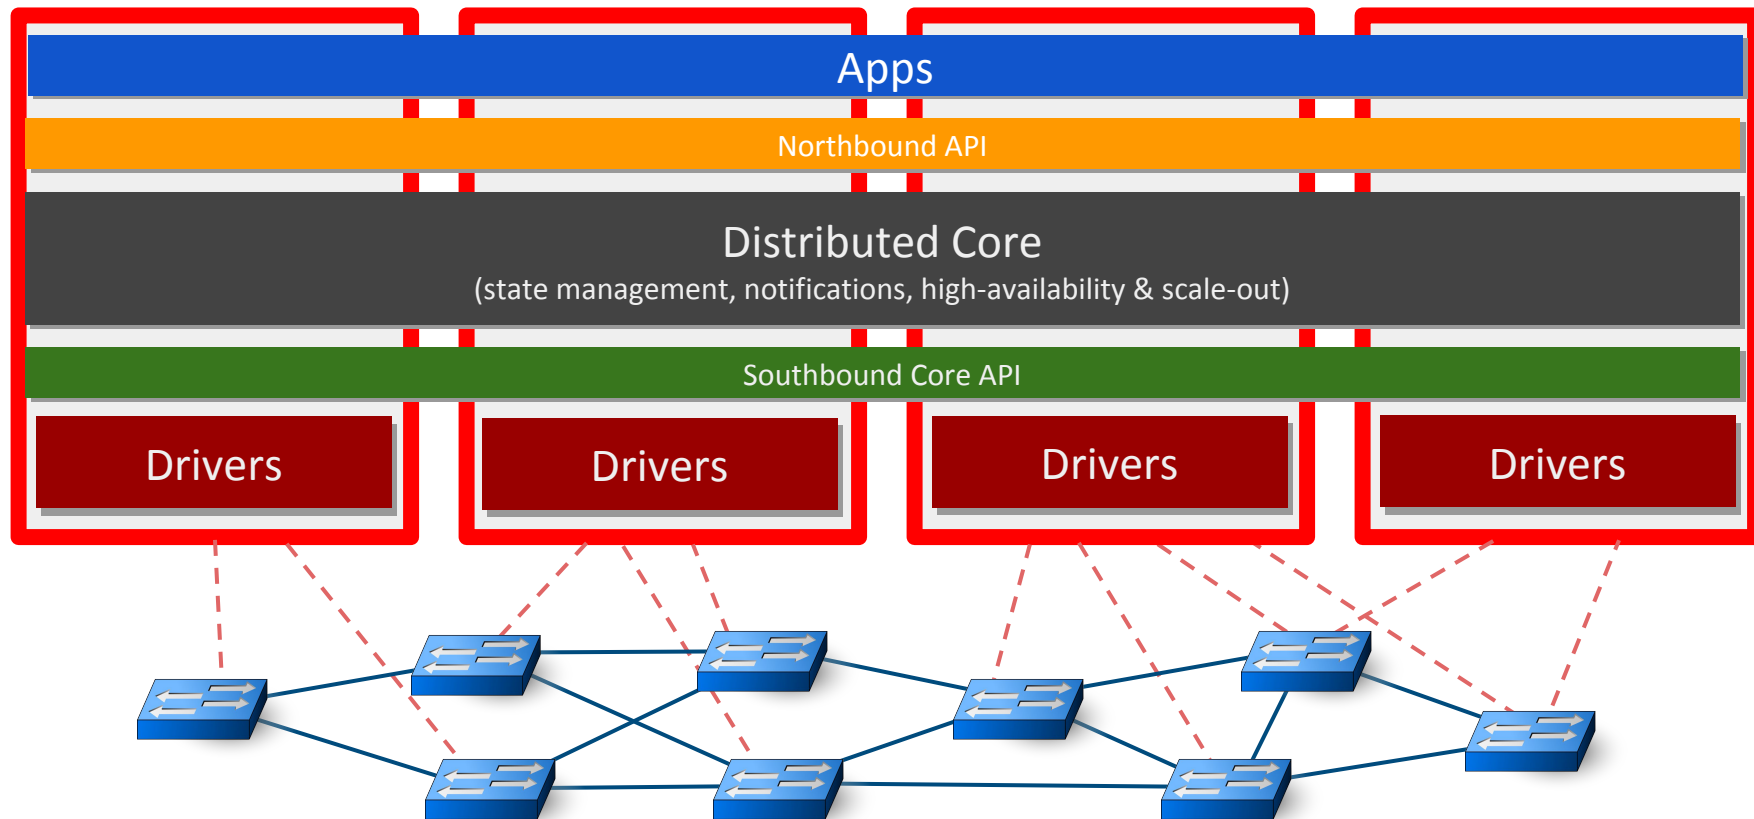 Apps
Northbound API
Distributed Core
(state management, notifications, high-availability & scale-out)
Southbound Core API
Drivers
Drivers
Drivers
Drivers